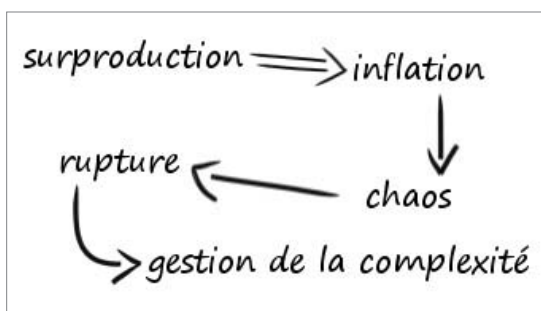 surproduction inflation
rupture
chaos
gestion de la complexité